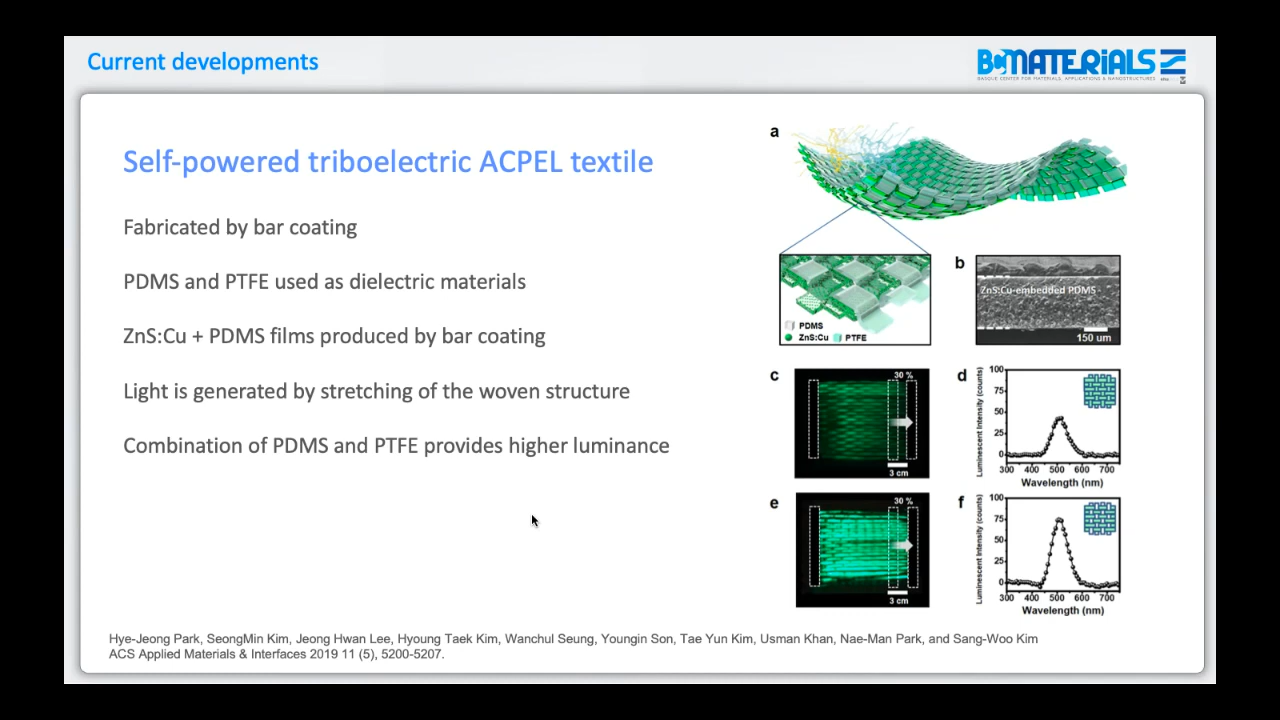 Current developments
BCMATERIALS
BASQUE CENTER FOR MATERIALS, APPLICATIONS & NANOSTRUCTURES
Self-powered triboelectric ACPEL textile
Fabricated by bar coating
PDMS and PTFE used as dielectric materials
ZnS:Cu + PDMS films produced by bar coating
Light is generated by stretching of the woven structure
Combination of PDMS and PTFE provides higher luminance
a
PDMS
ZnS:Cu PTFE
b
ZnS:Cu-embedded PDMS
150 um
c
30 %
3 cm
d
Luminescent Intensity (counts)
100
75
50
25
0
300 400 500 600 700
Wavelength (nm)
e
30 %
3 cm
f
Luminescent Intensity (counts)
100
75
50
25
0
300 400 500 600 700
Wavelength (nm)
Hye-Jeong Park, SeongMin Kim, Jeong Hwan Lee, Hyoung Taek Kim, Wanchul Seung, Youngin Son, Tae Yun Kim, Usman Khan, Nae-Man Park, and Sang-Woo Kim
ACS Applied Materials & Interfaces 2019 11 (5), 5200-5207.